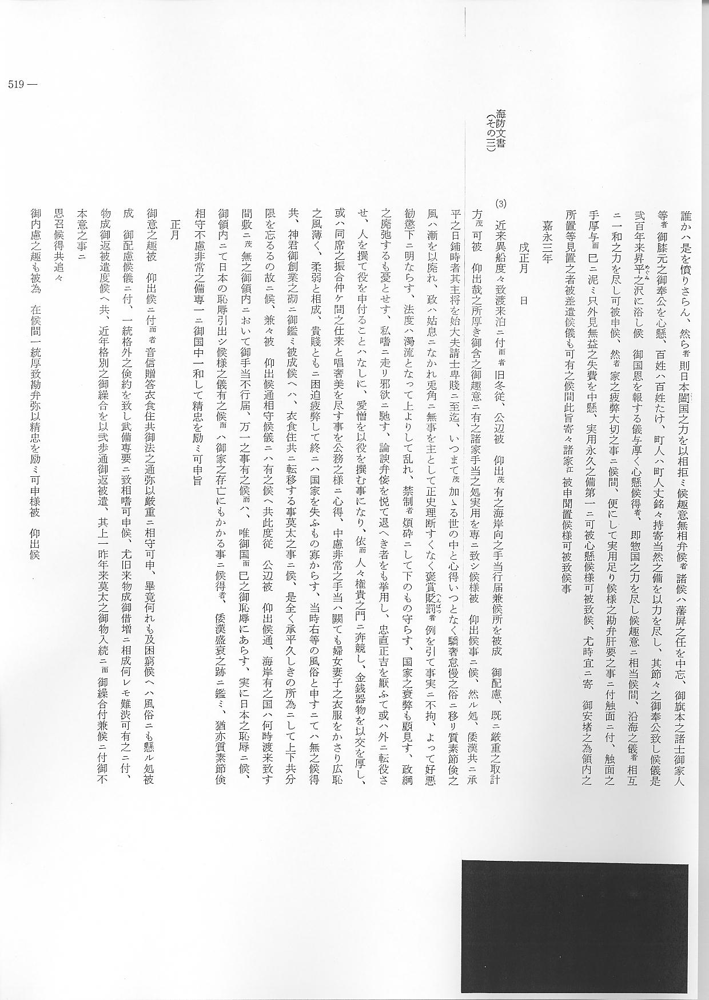 誰かハ是を憤りさらん、然ら者則日本闔国之力を以相拒ミ候趣意無相弁候者諸候ハ藩屏之任を中忘、御旗本之諸士御家人
等者御膝元之御奉公を心懸、百姓ハ百姓たけ、町人ハ町人丈銘々持寄当然之備を以力を尽し、其節々之御奉公致し候儀是
弐百年来昇平之沢に浴し候　御国恩を報する儀与厚く心懸候得者、即惣国之力を尽し候趣意ニ相当候間、沿海之儀者相互
めぐみ
ニ一和之力を尽し可被申候、然者家之疲弊大切之事ニ候間、便にして実用足り候様之勘弁肝要之事ニ付触面ニ付、触面之
手厚与而巳ニ泥ミ只外見無益之失費を中懸、実用永久之備第一ニ可被心懸候様可被致候、尤時宜ニ寄　御安堵之為領内之
所置等見置之者被差遣候儀も可有之候間此旨寄々諸家江被申聞置候様可被致候事
嘉永三年
戌正月　　日
海防文書
（その三）
(3)　近来異船度々致渡来泊ニ付而者旧冬従、公辺被　仰出茂有之海岸向之手当行届兼候所を被成　御配慮、既ニ厳重之取計
方茂可被　仰出哉之所厚き御含之御趣意ニ有之諸家手当之処実用を専ニ致シ候様被　仰出候事ニ候、然ル処、倭漢共ニ承
平之日鋪時者其主将を始大夫請士卑賤ニ至迄、いつまて茂加ゝる世の中と心得いつとなく驕奢怠慢之俗ニ移リ質素節倹之
風ハ漸を以廃れ、政ハ姑息ニなかれ兎角ニ無事を主として正史理断すくなく褒賞貶罰者例を引て事実ニ不拘、よって好悪
へんばつ
勧懲下ニ明ならす、法度ハ濁流となって上よりして乱れ、禁制者煩砕ニして下のもの守らす、国家之衰弊も顧見す、政綱
之廃弛するも憂とせす、私嗜ニ走リ邪欲ニ馳す、論諛弁侫を悦て退へき者をも挙用し、忠直正吉を厭ふて或ハ外ニ転役さ
せ、人を撰て役を申付ることハなしに、愛憎を以役を撰む事になり、依而人々権貴之門ニ奔競し、金銭器物を以交を厚し、
或ハ同席之振合仲ケ間之仕来と唱奢美を尽す事を公務之様ニ心得、中慮非常之手当ハ闕ても婦女妻子之衣服をかさり広恥
之風薄く、柔弱と相成、貴賤ともニ困迫疲弊して終ニハ国家を失ふもの寡からす、当時右等の風俗と申すニてハ無之候得
共、神君御創業之砌ニ御鑑ミ被成候へハ、衣食住共ニ転移する事莫太之事ニ候、是全く承平久しきの所為ニして上下共分
限を忘るるの故ニ候、兼々被　仰出候通相守候儀ニハ有之候へ共此度従　公辺被　仰出候通、海岸有之国ハ何時渡来致す
間敷ニ茂無之御領内ニおいて御手当不行届、万一之事有之候而ハ、唯御国而巳之御恥辱にあらす、実に日本之恥辱ニ候、
御領内ニて日本の恥辱引出シ候様之儀有之候而ハ御家之存亡にもかかる事ニ候得者、倭漢盛衰之跡ニ鑑ミ、猶亦質素節倹
相守不慮非常之備専一ニ御国中一和して精忠を励ミ可申旨
正月
御意之趣被　仰出候ニ付而者音信贈答衣食住共御法之通弥以厳重ニ相守可申、畢竟何れも及困窮候へハ風俗ニも懸ル処被
成　御配慮候儀ニ付、一統格外之倹約を致し武備専要ニ致相嗜可申候、尤旧来物成御借増ニ相成何レモ難渋可有之ニ付、
物成御返被遣度候へ共、近年格別之御繰合を以弐歩通御返被遣、其上一昨年来莫太之御物入続ニ而御繰合付兼候ニ付御不
本意之事ニ
思召候得共追々
御内慮之趣も被為　在候間一統厚致勘弁弥以精忠を励ミ可申様被　仰出候
519 —